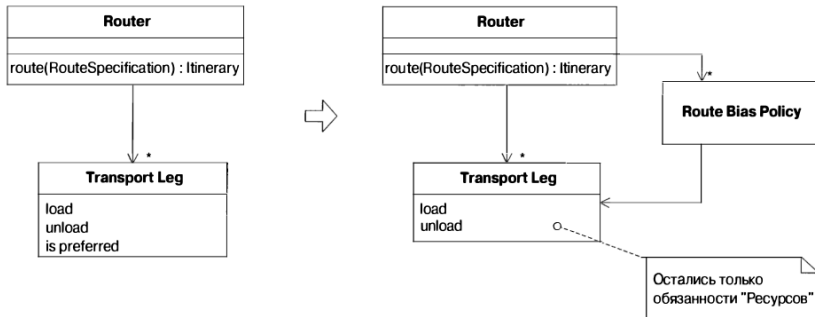 Router
route(RouteSpecification) : Itinerary
*
Transport Leg
load
unload
is preferred
Router
route(RouteSpecification) : Itinerary
*
Route Bias Policy
*
Transport Leg
load
unload
Остались только
обязанности "Ресурсов"